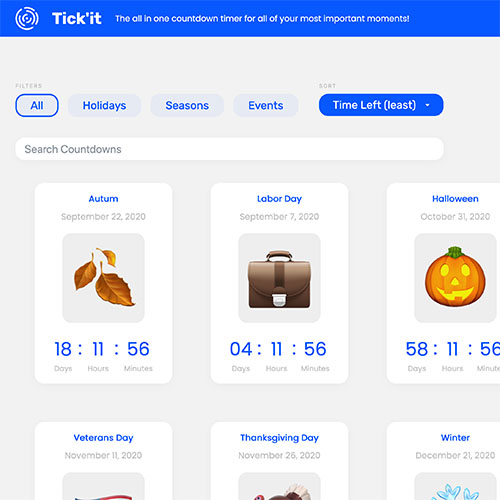 Tick'it The all in one countdown timer for all of your most important moments!
FILTERS SORT
All Holidays Seasons Events Time Left (least)
Search Countdowns
Autum Labor Day Halloween
September 22, 2020 September 7, 2020 October 31, 2020
18 : 11 : 56 04 : 11 : 56 58 : 11 : 56
Days Hours Minutes Days Hours Minutes Days Hours Minutes
Veterans Day Thanksgiving Day Winter
November 11, 2020 November 26, 2020 December 21, 2020